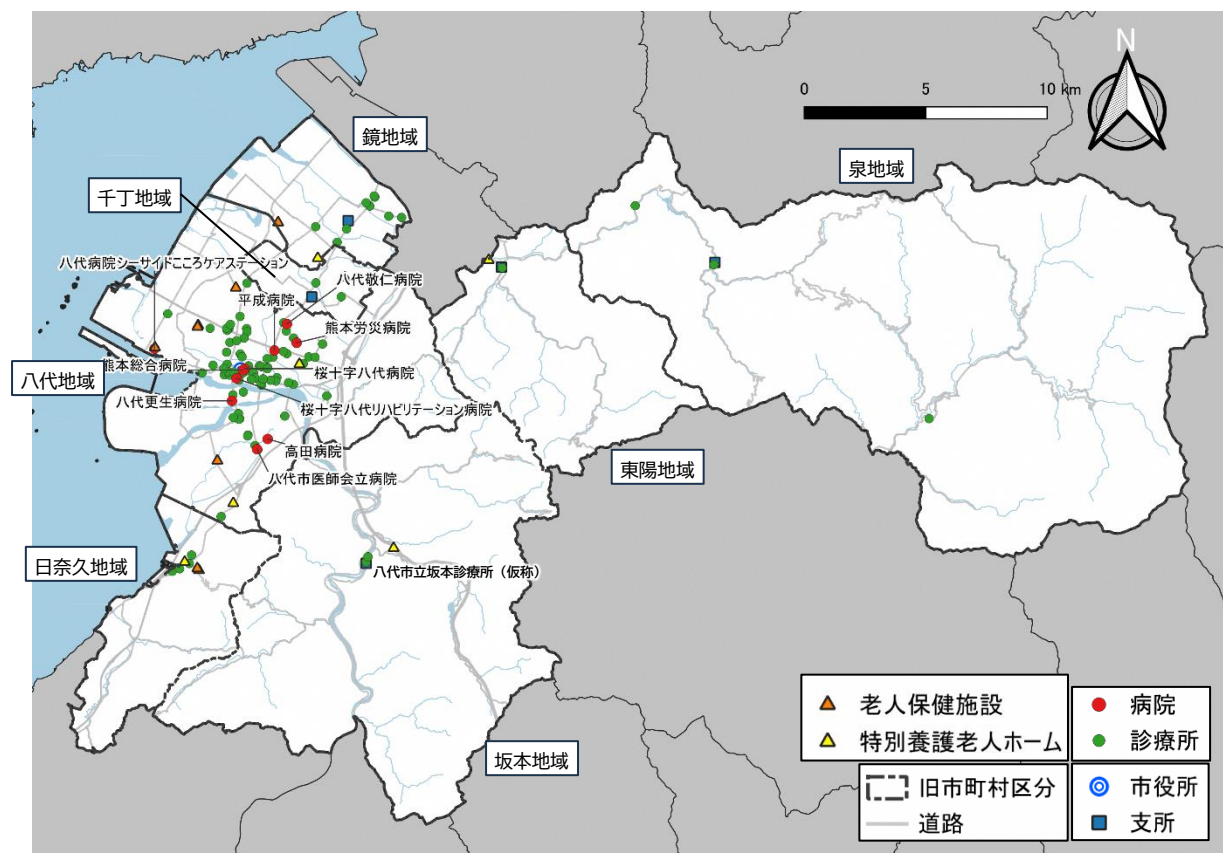 N
0 5 10 km
鏡地域
泉地域
千丁地域
八代病院シーサイドこころケアステーション
八代敬仁病院
平成病院
熊本労災病院
熊本総合病院
桜十字八代病院
八代地域
八代更生病院
桜十字八代リハビリテーション病院
高田病院
東陽地域
八代市医師会立病院
日奈久地域
八代市立坂本診療所（仮称）
坂本地域
老人保健施設
特別養護老人ホーム
旧市町村区分
道路
病院
診療所
市役所
支所